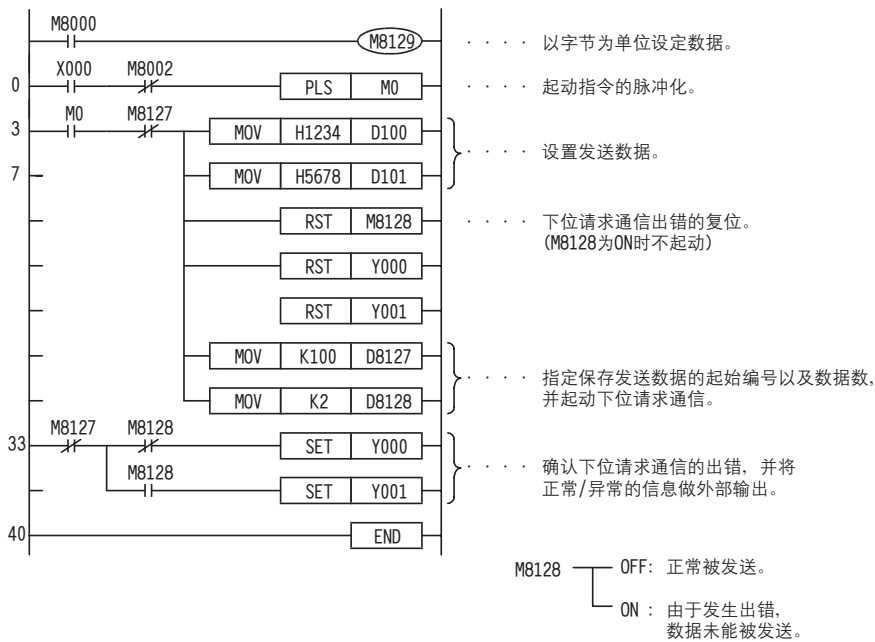 M8000
M8129 · · · · 以字节为单位设定数据。
X000 M8002
0 PLS M0 · · · · 起动指令的脉冲化。
M0 M8127
3 MOV H1234 D100
· · · · 设置发送数据。
7 MOV H5678 D101
RST M8128 · · · · 下位请求通信出错的复位。
(M8128为ON时不起动)
RST Y000
RST Y001
MOV K100 D8127
· · · · 指定保存发送数据的起始编号以及数据数,
并起动下位请求通信。
MOV K2 D8128
M8127 M8128
33 SET Y000
· · · · 确认下位请求通信的出错, 并将
正常/异常的信息做外部输出。
M8128
SET Y001
40 END
M8128 OFF: 正常被发送。
ON : 由于发生出错,
数据未能被发送。